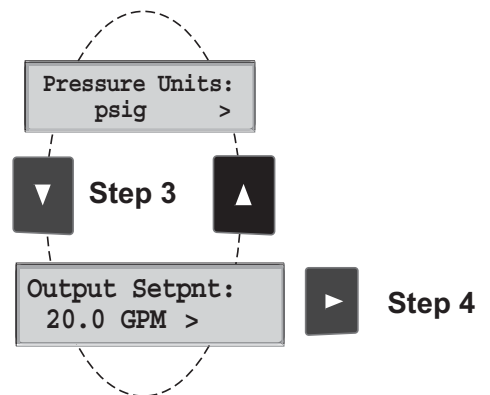 Pressure Units:
psig >
Step 3
Output Setpnt:
20.0 GPM >
Step 4